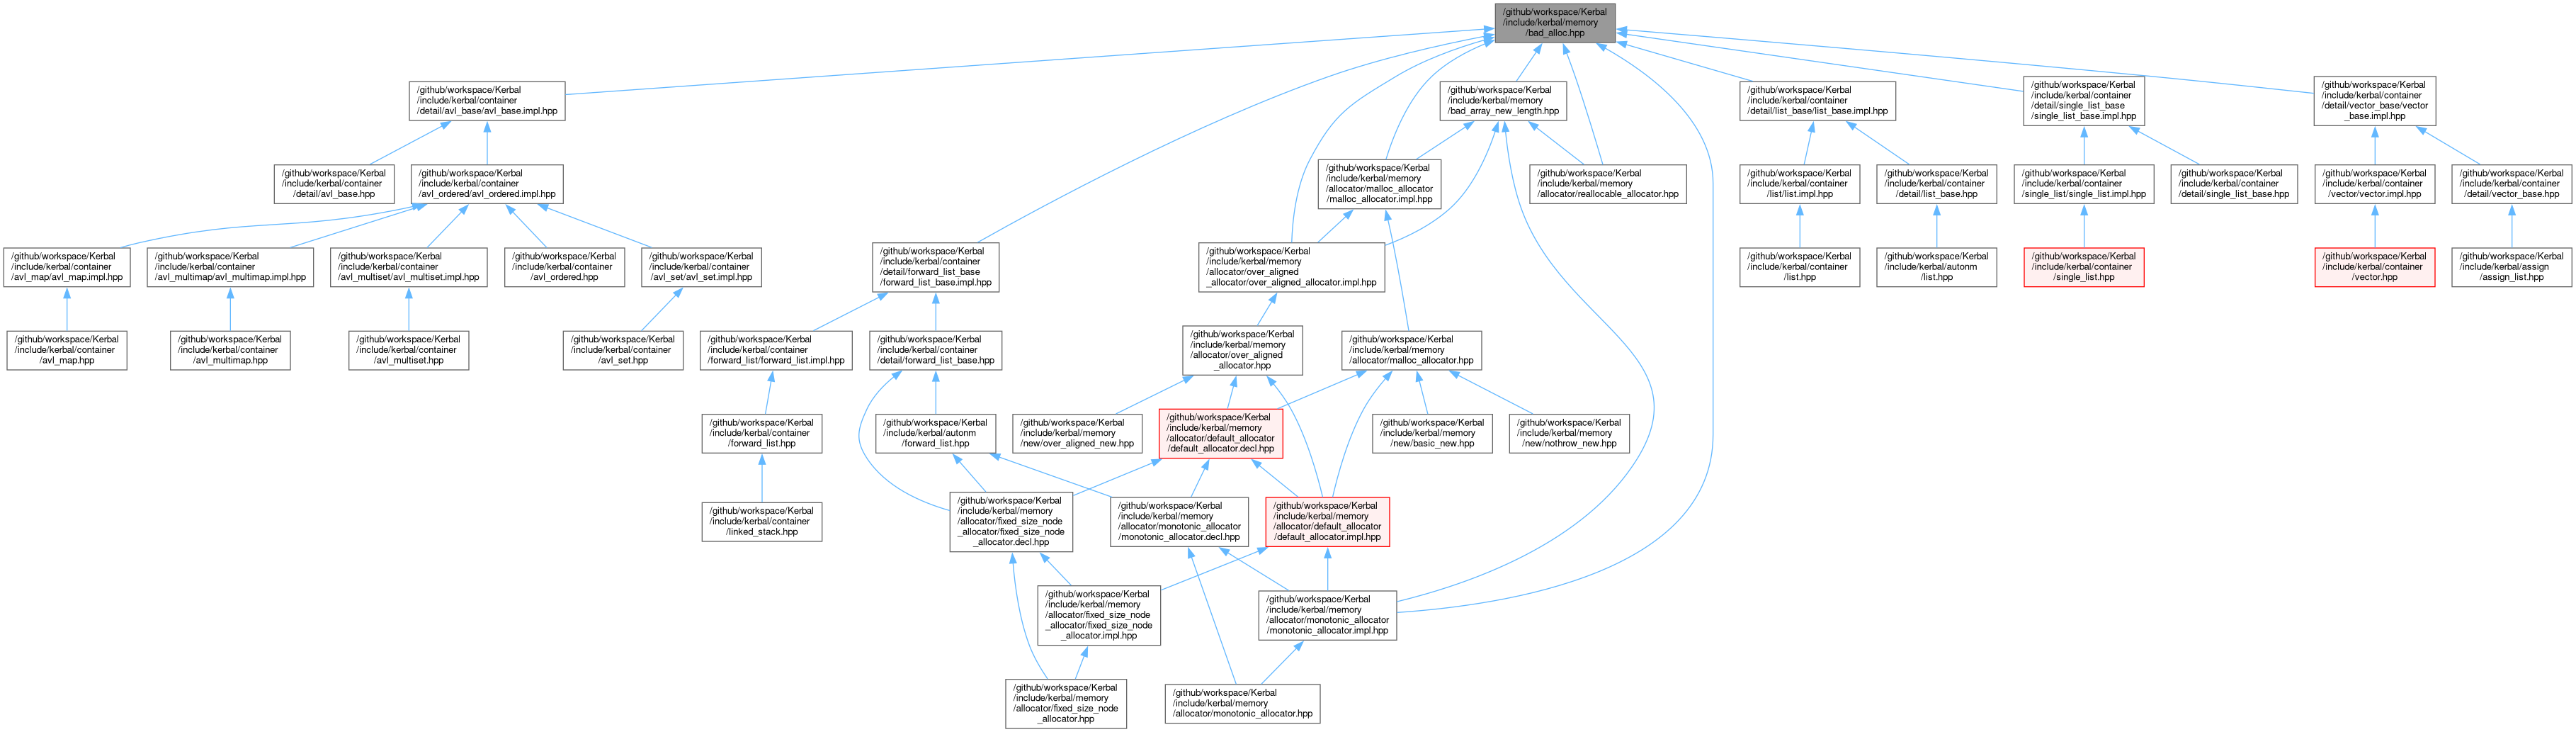 /github/workspace/Kerbal
/include/kerbal/memory
/bad_alloc.hpp
/github/workspace/Kerbal
/include/kerbal/container
/detail/avl_base/avl_base.impl.hpp
/github/workspace/Kerbal
/include/kerbal/memory
/bad_array_new_length.hpp
/github/workspace/Kerbal
/include/kerbal/container
/detail/list_base/list_base.impl.hpp
/github/workspace/Kerbal
/include/kerbal/container
/detail/single_list_base
/single_list_base.impl.hpp
/github/workspace/Kerbal
/include/kerbal/container
/detail/vector_base/vector
_base.impl.hpp
/github/workspace/Kerbal
/include/kerbal/container
/detail/avl_base.hpp
/github/workspace/Kerbal
/include/kerbal/container
/avl_ordered/avl_ordered.impl.hpp
/github/workspace/Kerbal
/include/kerbal/memory
/allocator/malloc_allocator
/malloc_allocator.impl.hpp
/github/workspace/Kerbal
/include/kerbal/memory
/allocator/reallocable_allocator.hpp
/github/workspace/Kerbal
/include/kerbal/container
/list/list.impl.hpp
/github/workspace/Kerbal
/include/kerbal/container
/detail/list_base.hpp
/github/workspace/Kerbal
/include/kerbal/container
/single_list/single_list.impl.hpp
/github/workspace/Kerbal
/include/kerbal/container
/detail/single_list_base.hpp
/github/workspace/Kerbal
/include/kerbal/container
/vector/vector.impl.hpp
/github/workspace/Kerbal
/include/kerbal/container
/detail/vector_base.hpp
/github/workspace/Kerbal
/include/kerbal/container
/avl_map/avl_map.impl.hpp
/github/workspace/Kerbal
/include/kerbal/container
/avl_multimap/avl_multimap.impl.hpp
/github/workspace/Kerbal
/include/kerbal/container
/avl_multiset/avl_multiset.impl.hpp
/github/workspace/Kerbal
/include/kerbal/container
/avl_ordered.hpp
/github/workspace/Kerbal
/include/kerbal/container
/avl_set/avl_set.impl.hpp
/github/workspace/Kerbal
/include/kerbal/container
/detail/forward_list_base
/forward_list_base.impl.hpp
/github/workspace/Kerbal
/include/kerbal/memory
/allocator/over_aligned
_allocator/over_aligned_allocator.impl.hpp
/github/workspace/Kerbal
/include/kerbal/container
/list.hpp
/github/workspace/Kerbal
/include/kerbal/autonm
/list.hpp
/github/workspace/Kerbal
/include/kerbal/container
/single_list.hpp
/github/workspace/Kerbal
/include/kerbal/container
/vector.hpp
/github/workspace/Kerbal
/include/kerbal/assign
/assign_list.hpp
/github/workspace/Kerbal
/include/kerbal/container
/avl_map.hpp
/github/workspace/Kerbal
/include/kerbal/container
/avl_multimap.hpp
/github/workspace/Kerbal
/include/kerbal/container
/avl_multiset.hpp
/github/workspace/Kerbal
/include/kerbal/container
/avl_set.hpp
/github/workspace/Kerbal
/include/kerbal/container
/forward_list/forward_list.impl.hpp
/github/workspace/Kerbal
/include/kerbal/container
/detail/forward_list_base.hpp
/github/workspace/Kerbal
/include/kerbal/memory
/allocator/over_aligned
_allocator.hpp
/github/workspace/Kerbal
/include/kerbal/memory
/allocator/malloc_allocator.hpp
/github/workspace/Kerbal
/include/kerbal/container
/forward_list.hpp
/github/workspace/Kerbal
/include/kerbal/autonm
/forward_list.hpp
/github/workspace/Kerbal
/include/kerbal/memory
/new/over_aligned_new.hpp
/github/workspace/Kerbal
/include/kerbal/memory
/allocator/default_allocator
/default_allocator.decl.hpp
/github/workspace/Kerbal
/include/kerbal/memory
/new/basic_new.hpp
/github/workspace/Kerbal
/include/kerbal/memory
/new/nothrow_new.hpp
/github/workspace/Kerbal
/include/kerbal/container
/linked_stack.hpp
/github/workspace/Kerbal
/include/kerbal/memory
/allocator/fixed_size_node
_allocator/fixed_size_node
_allocator.decl.hpp
/github/workspace/Kerbal
/include/kerbal/memory
/allocator/monotonic_allocator
/monotonic_allocator.decl.hpp
/github/workspace/Kerbal
/include/kerbal/memory
/allocator/default_allocator
/default_allocator.impl.hpp
/github/workspace/Kerbal
/include/kerbal/memory
/allocator/fixed_size_node
_allocator/fixed_size_node
_allocator.impl.hpp
/github/workspace/Kerbal
/include/kerbal/memory
/allocator/monotonic_allocator
/monotonic_allocator.impl.hpp
/github/workspace/Kerbal
/include/kerbal/memory
/allocator/fixed_size_node
_allocator.hpp
/github/workspace/Kerbal
/include/kerbal/memory
/allocator/monotonic_allocator.hpp